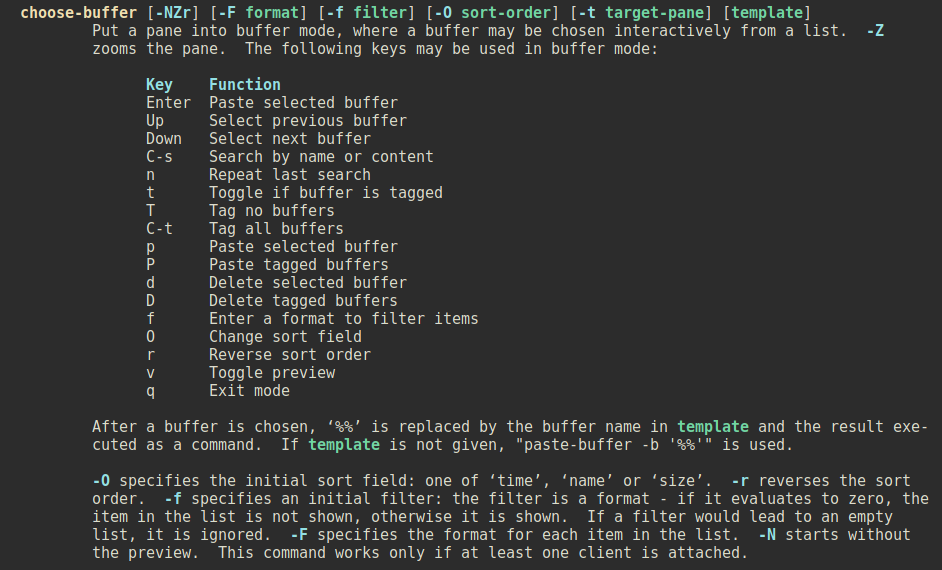 choose-buffer [-NZr] [-F format] [-f filter] [-O sort-order] [-t target-pane] [template]
Put a pane into buffer mode, where a buffer may be chosen interactively from a list.  -Z
zooms the pane.  The following keys may be used in buffer mode:
Key    Function
Enter  Paste selected buffer
Up     Select previous buffer
Down   Select next buffer
C-s    Search by name or content
n      Repeat last search
t      Toggle if buffer is tagged
T      Tag no buffers
C-t    Tag all buffers
p      Paste selected buffer
P      Paste tagged buffers
d      Delete selected buffer
D      Delete tagged buffers
f      Enter a format to filter items
O      Change sort field
r      Reverse sort order
v      Toggle preview
q      Exit mode
After a buffer is chosen, ‘%%’ is replaced by the buffer name in template and the result exe-
cuted as a command.  If template is not given, "paste-buffer -b '%%'" is used.
-O specifies the initial sort field: one of ‘time’, ‘name’ or ‘size’.  -r reverses the sort
order.  -f specifies an initial filter: the filter is a format - if it evaluates to zero, the
item in the list is not shown, otherwise it is shown.  If a filter would lead to an empty
list, it is ignored.  -F specifies the format for each item in the list.  -N starts without
the preview.  This command works only if at least one client is attached.